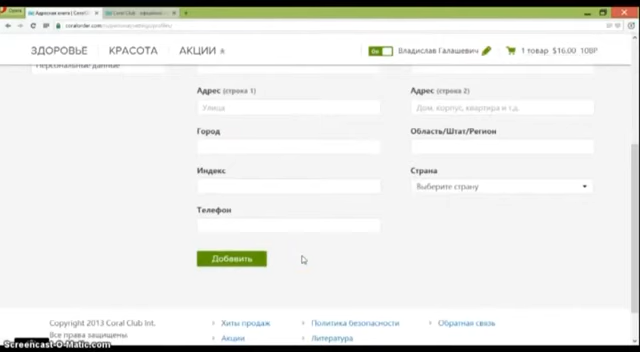 Опера
Адресная книга | Coral C
Coral Club - официальн
coralorder.com
ЗДОРОВЬЕ КРАСОТА АКЦИИ
On Владислав Галашевич 1 товар $16.00 10BP
Персональные данные
Адрес (строка 1) Адрес (строка 2)
Улица Дом, корпус, квартира и т.д.
Город Область/Штат/Регион
Индекс Страна
Выберите страну
Телефон
Добавить
Copyright 2013 Coral Club Int. Хиты продаж Политика безопасности Обратная связь
Все права защищены. Акции Литература
Screencast-O-Matic.com